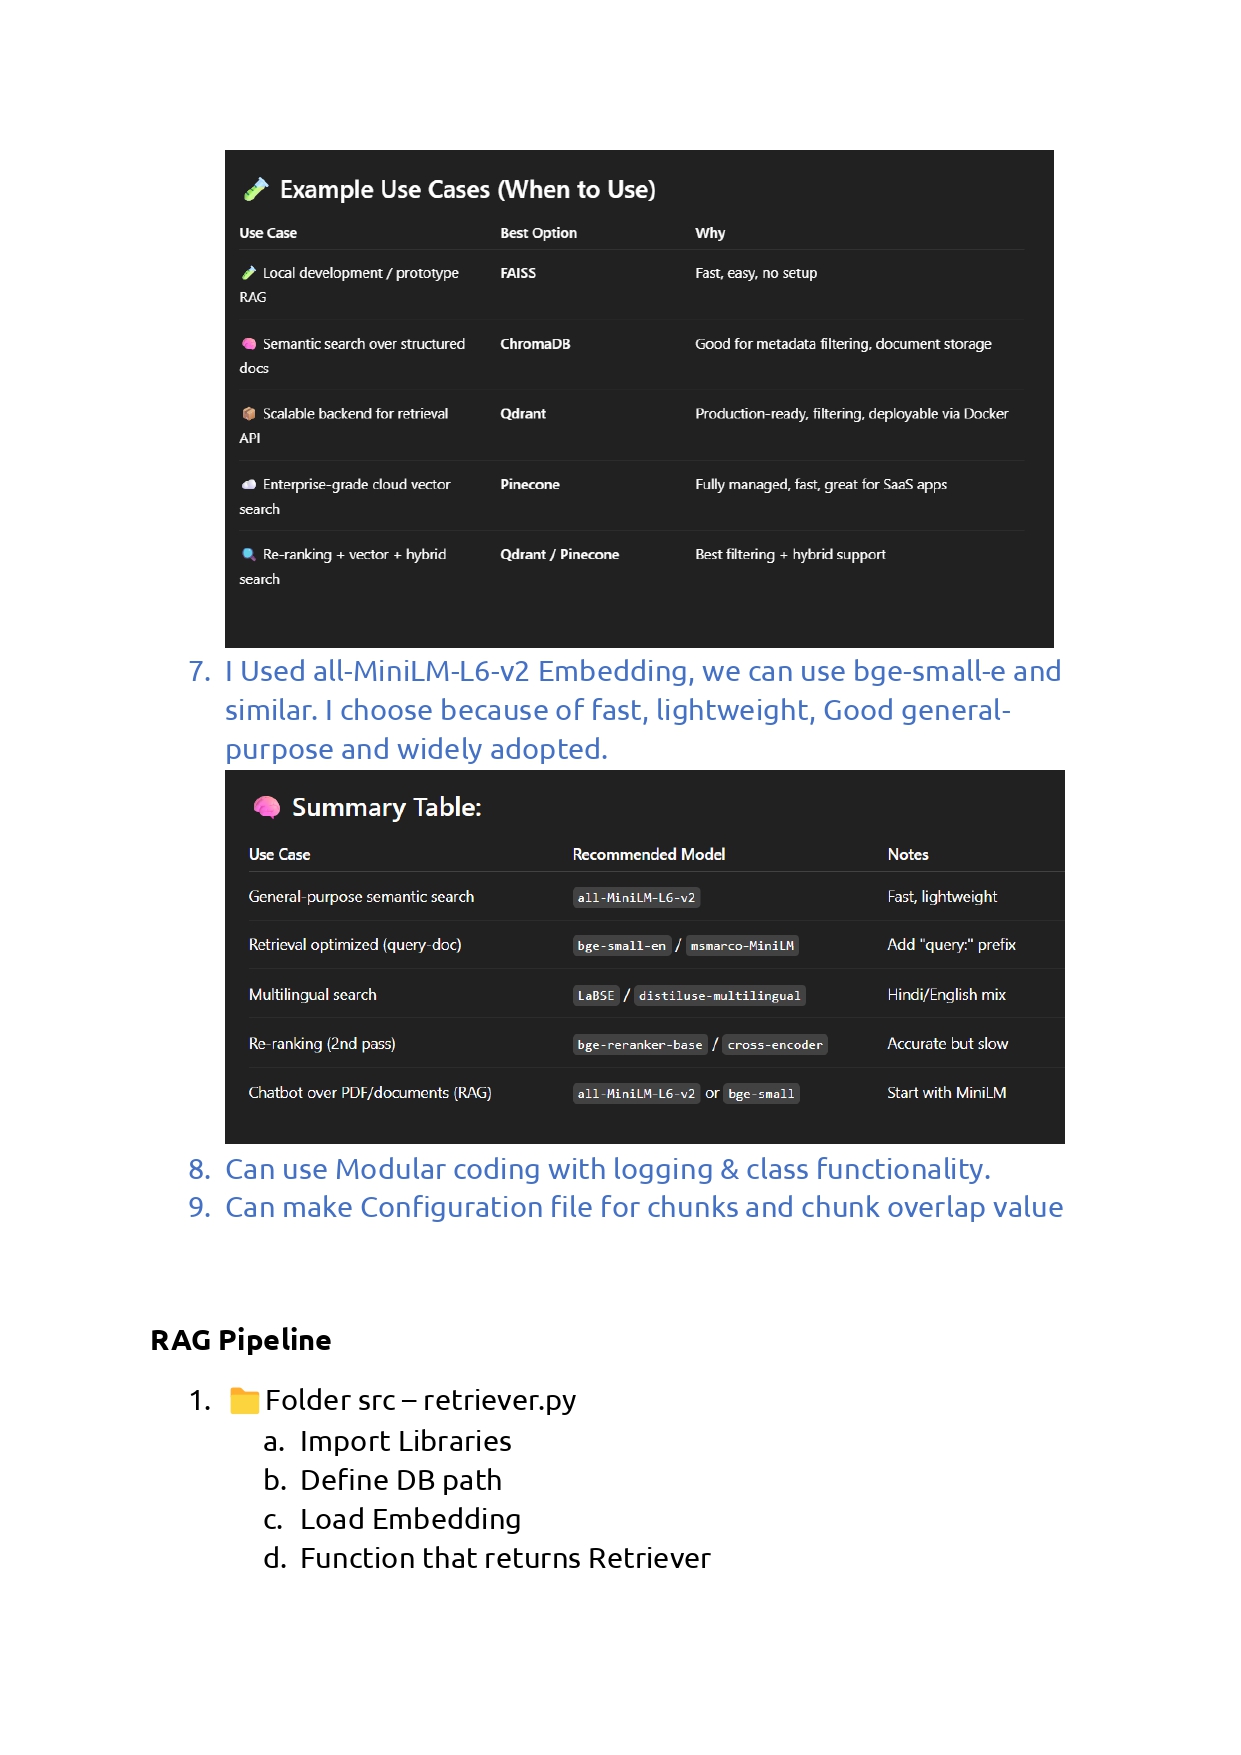 🧪 Example Use Cases (When to Use)
Use Case Best Option Why
🧪 Local development / prototype RAG FAISS Fast, easy, no setup
🧠 Semantic search over structured docs ChromaDB Good for metadata filtering, document storage
📦 Scalable backend for retrieval API Qdrant Production-ready, filtering, deployable via Docker
☁️ Enterprise-grade cloud vector search Pinecone Fully managed, fast, great for SaaS apps
🔍 Re-ranking + vector + hybrid search Qdrant / Pinecone Best filtering + hybrid support
7. I Used all-MiniLM-L6-v2 Embedding, we can use bge-small-e and
similar. I choose because of fast, lightweight, Good general-
purpose and widely adopted.
🧠 Summary Table:
Use Case Recommended Model Notes
General-purpose semantic search all-MiniLM-L6-v2 Fast, lightweight
Retrieval optimized (query-doc) bge-small-en / msmarco-MiniLM Add "query:" prefix
Multilingual search LaBSE / distiluse-multilingual Hindi/English mix
Re-ranking (2nd pass) bge-reranker-base / cross-encoder Accurate but slow
Chatbot over PDF/documents (RAG) all-MiniLM-L6-v2 or bge-small Start with MiniLM
8. Can use Modular coding with logging & class functionality.
9. Can make Configuration file for chunks and chunk overlap value
RAG Pipeline
1. 📁 Folder src – retriever.py
a. Import Libraries
b. Define DB path
c. Load Embedding
d. Function that returns Retriever